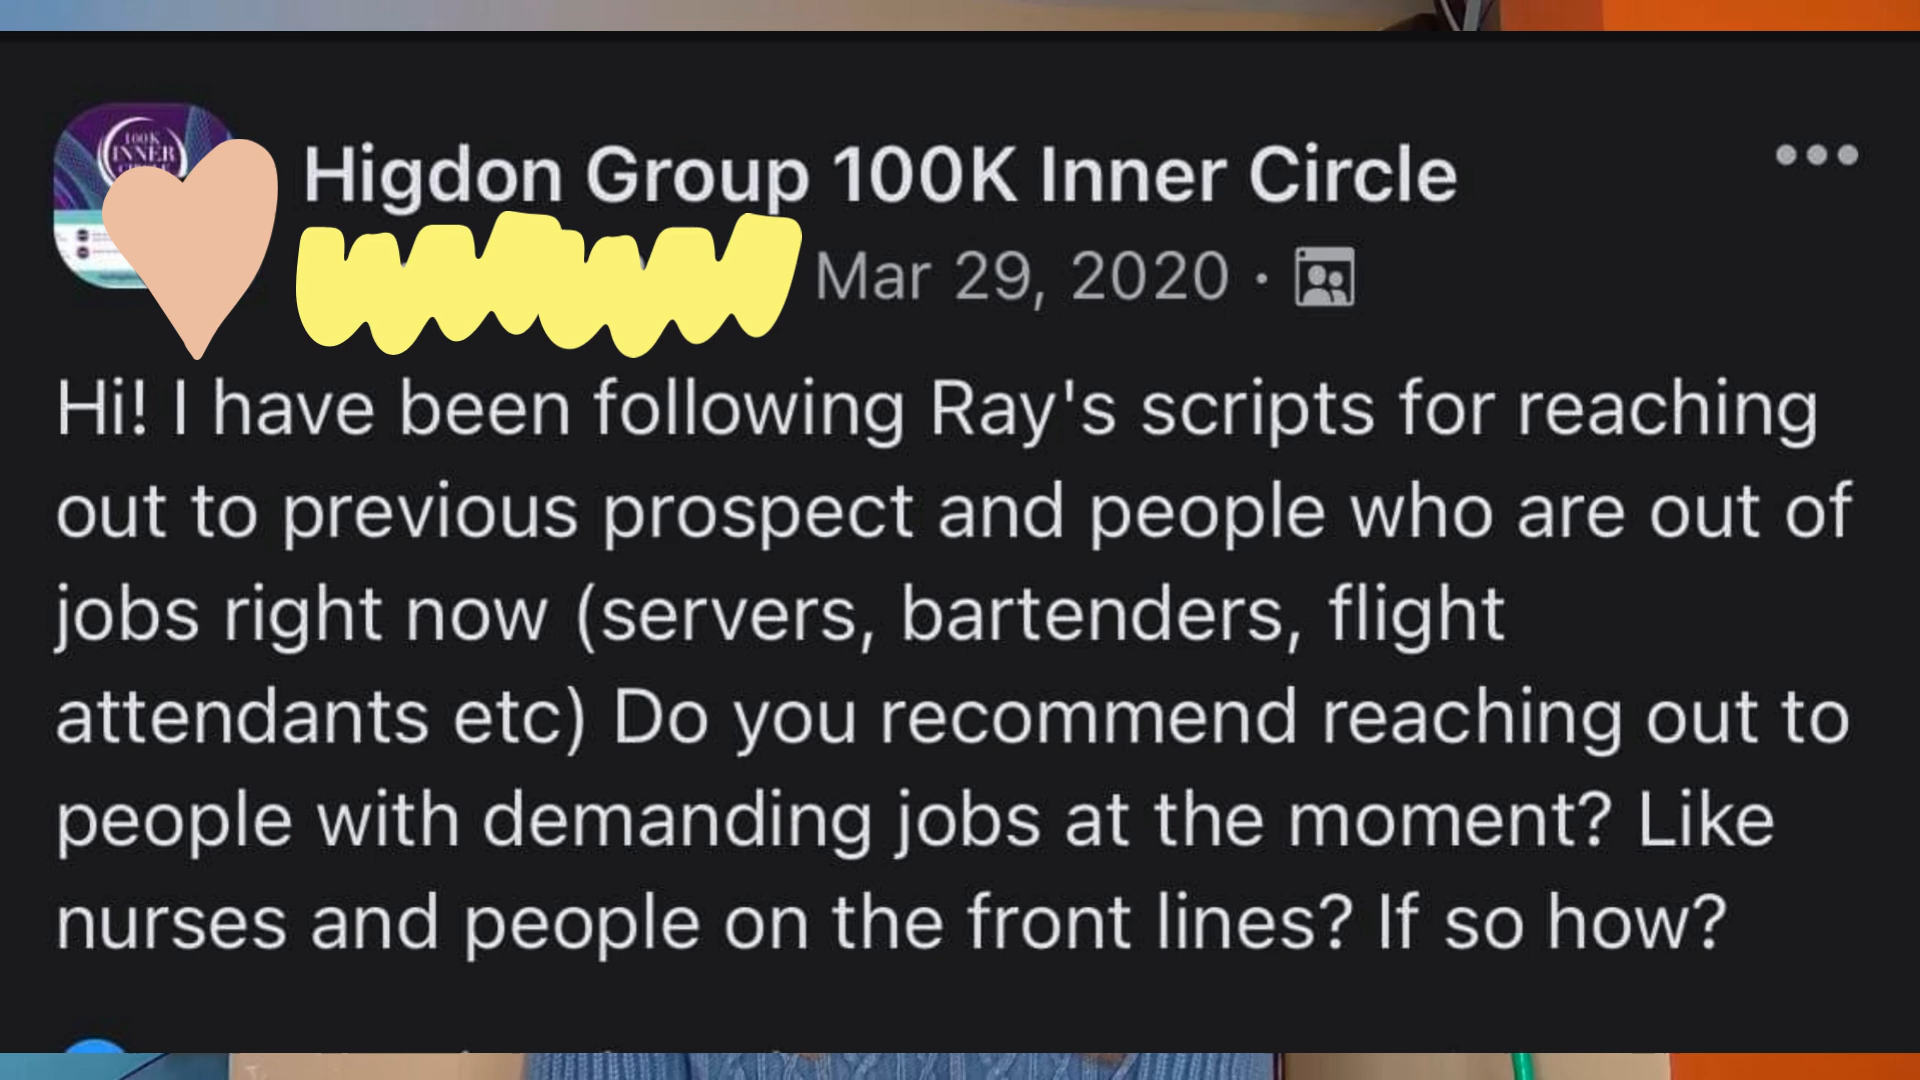 100K
INNER
Higdon Group 100K Inner Circle
Mar 29, 2020 ·
Hi! I have been following Ray's scripts for reaching
out to previous prospect and people who are out of
jobs right now (servers, bartenders, flight
attendants etc) Do you recommend reaching out to
people with demanding jobs at the moment? Like
nurses and people on the front lines? If so how?